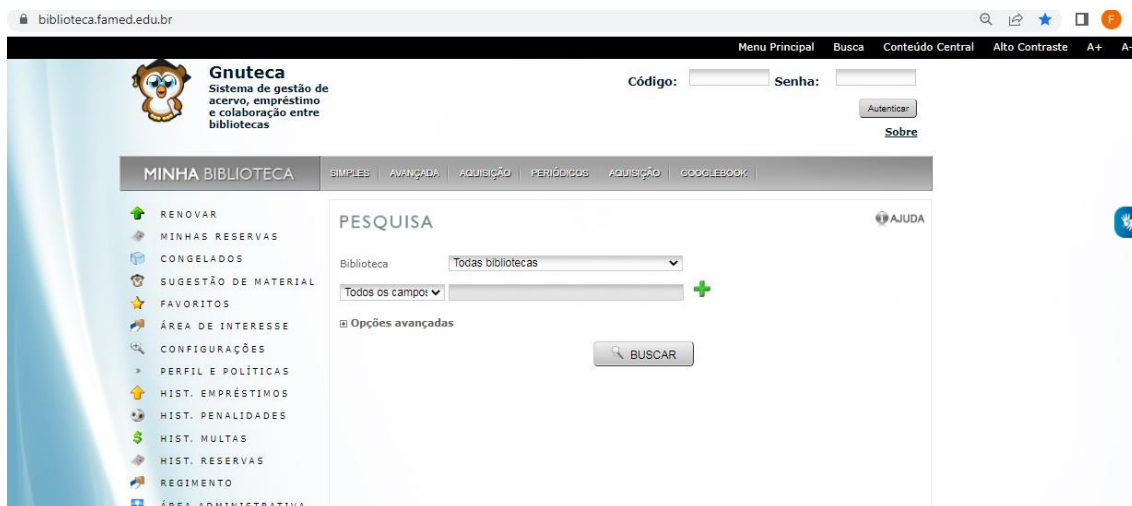 biblioteca.famed.edu.br
F
Menu Principal Busca Conteúdo Central Alto Contraste A+ A-
Gnuteca
Sistema de gestão de
acervo, empréstimo
e colaboração entre
bibliotecas
Código: Senha:
Autenticar
Sobre
MINHA BIBLIOTECA SIMPLES AVANÇADA AQUISIÇÃO PERIÓDICOS AQUISIÇÃO GOOGLEBOOK
RENOVAR
MINHAS RESERVAS
CONGELADOS
SUGESTÃO DE MATERIAL
FAVORITOS
ÁREA DE INTERESSE
CONFIGURAÇÕES
PERFIL E POLÍTICAS
HIST. EMPRÉSTIMOS
HIST. PENALIDADES
HIST. MULTAS
HIST. RESERVAS
REGIMENTO
ÁREA ADMINISTRATIVA
PESQUISA AJUDA
Biblioteca Todas bibliotecas
Todos os campos
Opções avançadas
BUSCAR